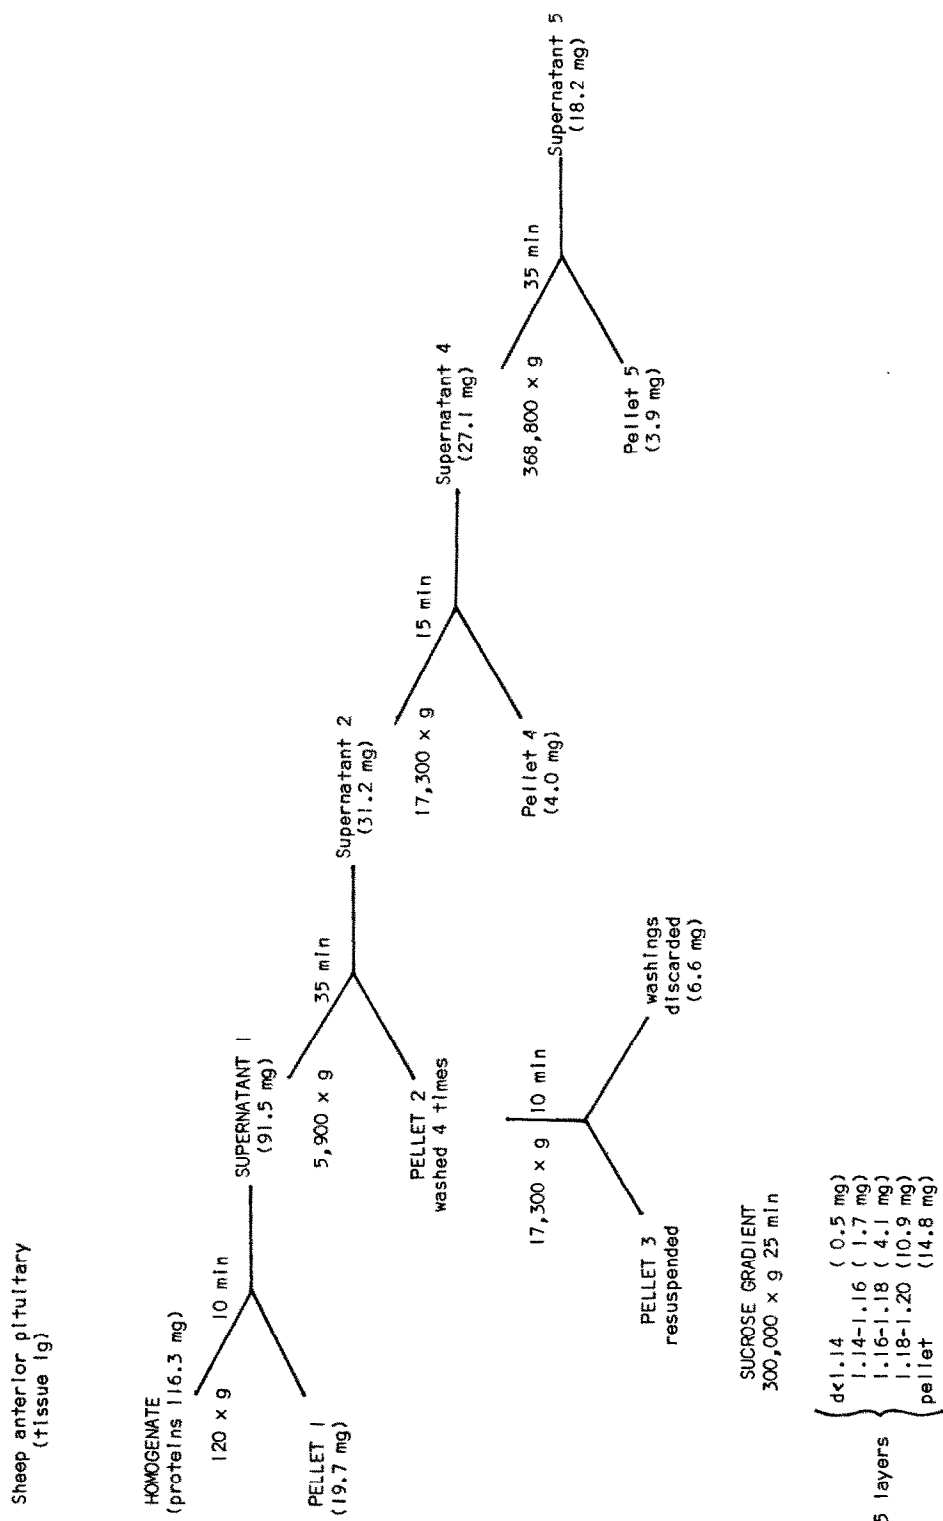 Sheep anterior pituitary
(tissue 1g)
HOMOGENATE
(proteins 116.3 mg)
120 x g
10 min
PELLET 1
(19.7 mg)
SUPERNATANT 1
(91.5 mg)
5,900 x g
35 min
PELLET 2
washed 4 times
17,300 x g
10 min
PELLET 3
resuspended
washings
discarded
(6.6 mg)
Supernatant 2
(31.2 mg)
17,300 x g
15 min
Pellet 4
(4.0 mg)
Supernatant 4
(27.1 mg)
368,800 x g
35 min
Pellet 5
(3.9 mg)
Supernatant 5
(18.2 mg)
SUCROSE GRADIENT
300,000 x g 25 min
5 layers
d<1.14 ( 0.5 mg)
1.14-1.16 ( 1.7 mg)
1.16-1.18 ( 4.1 mg)
1.18-1.20 (10.9 mg)
pellet (14.8 mg)